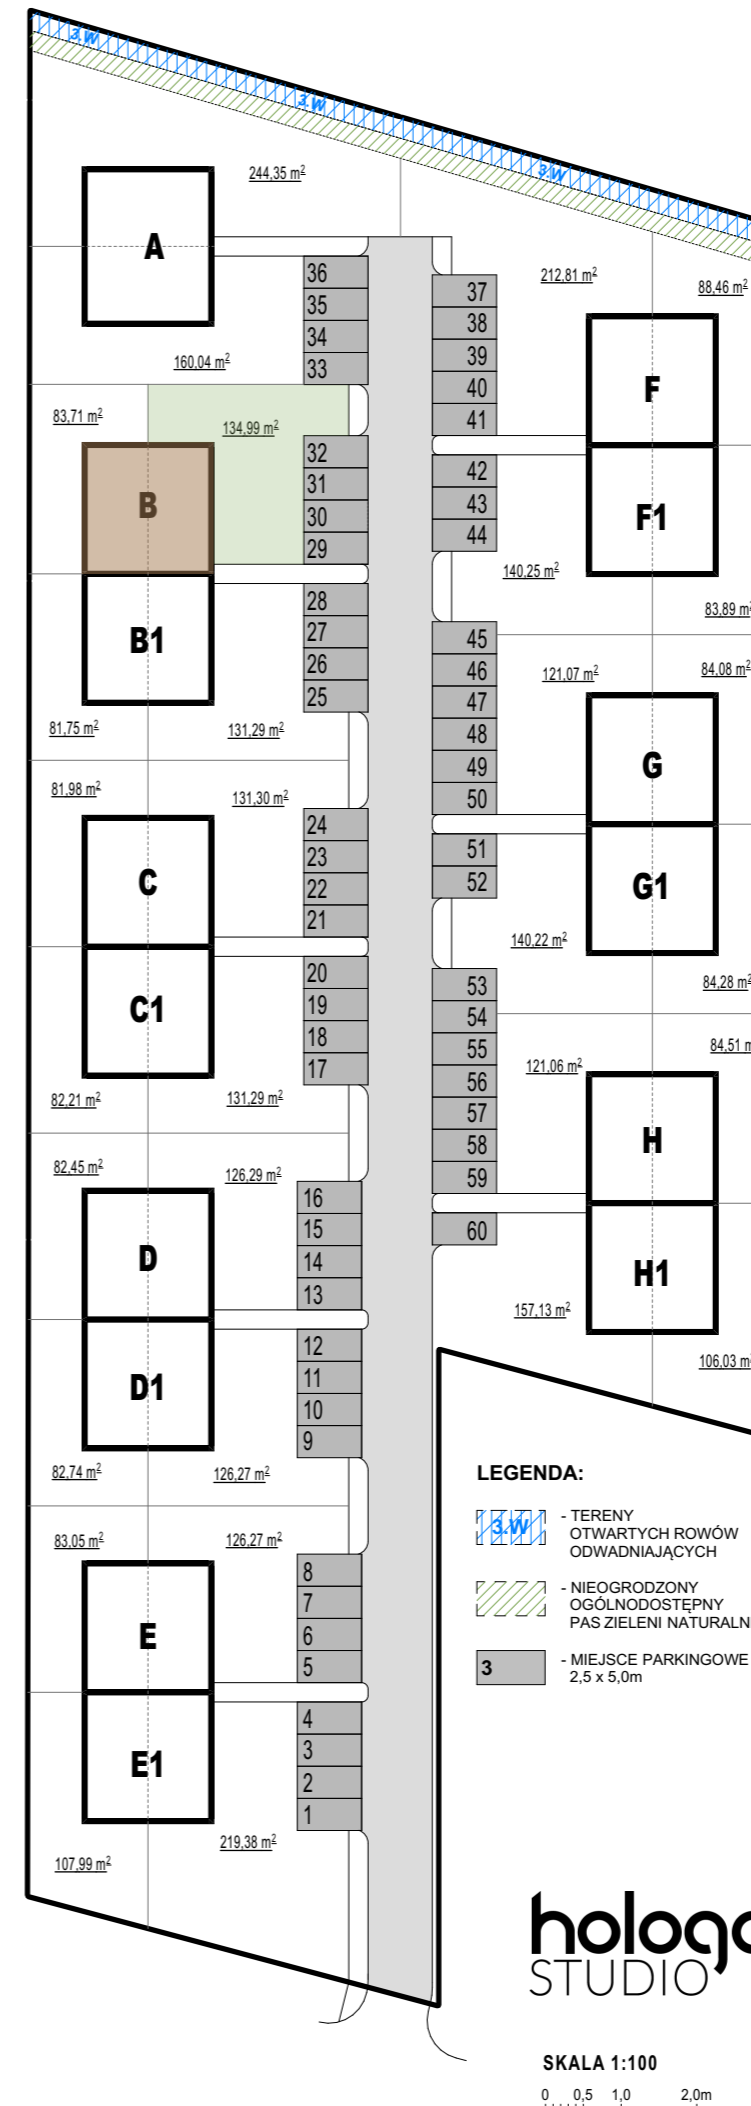 3.W
3.W
3.W
244,35 m²
A
36
35
34
33
160,04 m²
212,81 m²
88,46 m²
37
38
39
40
41
F
83,71 m²
134,99 m²
32
31
30
29
B
42
43
44
F1
140,25 m²
83,89 m²
28
27
26
25
B1
81,75 m²
131,29 m²
45
46
47
48
49
50
121,07 m²
84,08 m²
G
81,98 m²
131,30 m²
24
23
22
21
C
51
52
G1
140,22 m²
84,28 m²
20
19
18
17
C1
82,21 m²
131,29 m²
53
54
55
56
57
58
59
121,06 m²
84,51 m
H
82,45 m²
126,29 m²
16
15
14
13
D
60
H1
157,13 m²
106,03 m²
12
11
10
9
D1
82,74 m²
126,27 m²
83,05 m²
126,27 m²
8
7
6
5
E
4
3
2
1
E1
219,38 m²
107,99 m²
LEGENDA:
3.W
- TERENY
OTWARTYCH ROWÓW
ODWADNIAJĄCYCH
- NIEOGRODZONY
OGÓLNODOSTĘPNY
PAS ZIELENI NATURALN
3
- MIEJSCE PARKINGOWE
2,5 x 5,0m
hologa
STUDIO
SKALA 1:100
0 0,5 1,0 2,0m